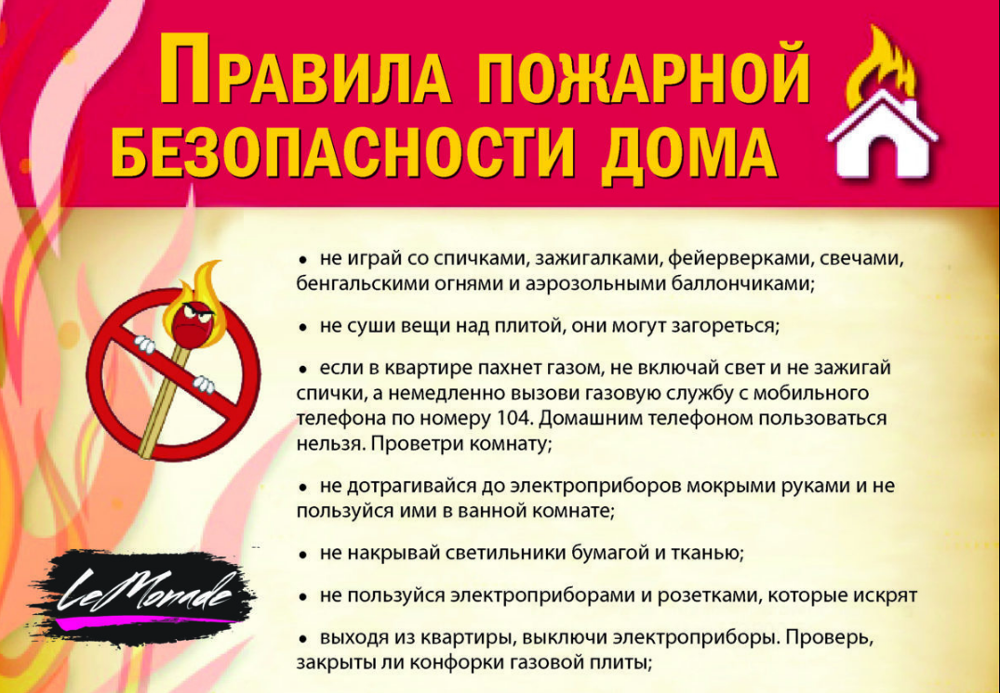 Правила пожарной
безопасности дома
• не играй со спичками, зажигалками, фейерверками, свечами,
бенгальскими огнями и аэрозольными баллончиками;
• не суши вещи над плитой, они могут загореться;
• если в квартире пахнет газом, не включай свет и не зажигай
спички, а немедленно вызови газовую службу с мобильного
телефона по номеру 104. Домашним телефоном пользоваться
нельзя. Проветри комнату;
• не дотрагивайся до электроприборов мокрыми руками и не
пользуйся ими в ванной комнате;
• не накрывай светильники бумагой и тканью;
• не пользуйся электроприборами и розетками, которые искрят
• выходя из квартиры, выключи электроприборы. Проверь,
закрыты ли конфорки газовой плиты;
LeMonade